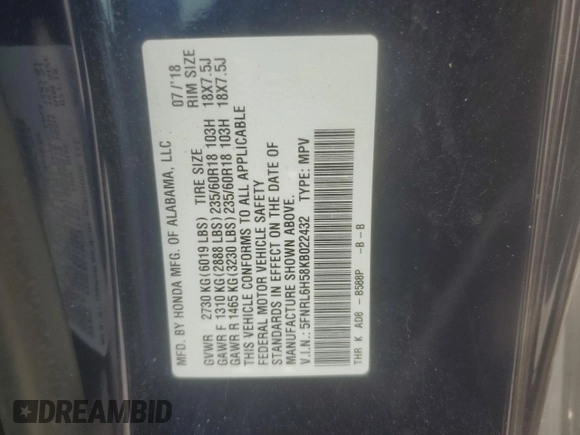 MFD. BY HONDA MFG. OF ALABAMA, LLC 07/'18
GVWR 2730 KG(6019 LBS) TIRE SIZE RIM SIZE
GAWR F 1310 KG(2888 LBS)235/60R18 103H 18X7.5J
GAWR R 1465 KG(3230 LBS)235/60R18 103H 18X7.5J
THIS VEHICLE CONFORMS TO ALL APPLICABLE
FEDERAL MOTOR VEHICLE SAFETY
STANDARDS IN EFFECT ON THE DATE OF
MANUFACTURE SHOWN ABOVE.
V.I.N.: 5FNRL6H58KB022432 TYPE: MPV
THR K AD8 -B588P -B-B
DREAMBID